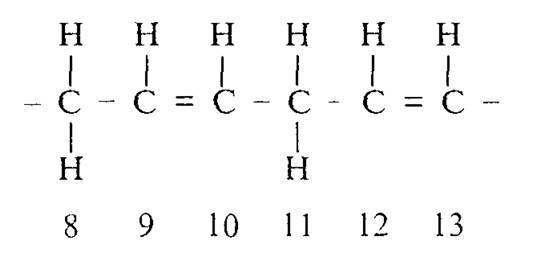 H H H H H H
– C – C = C – C – C = C –
H H
8 9 10 11 12 13